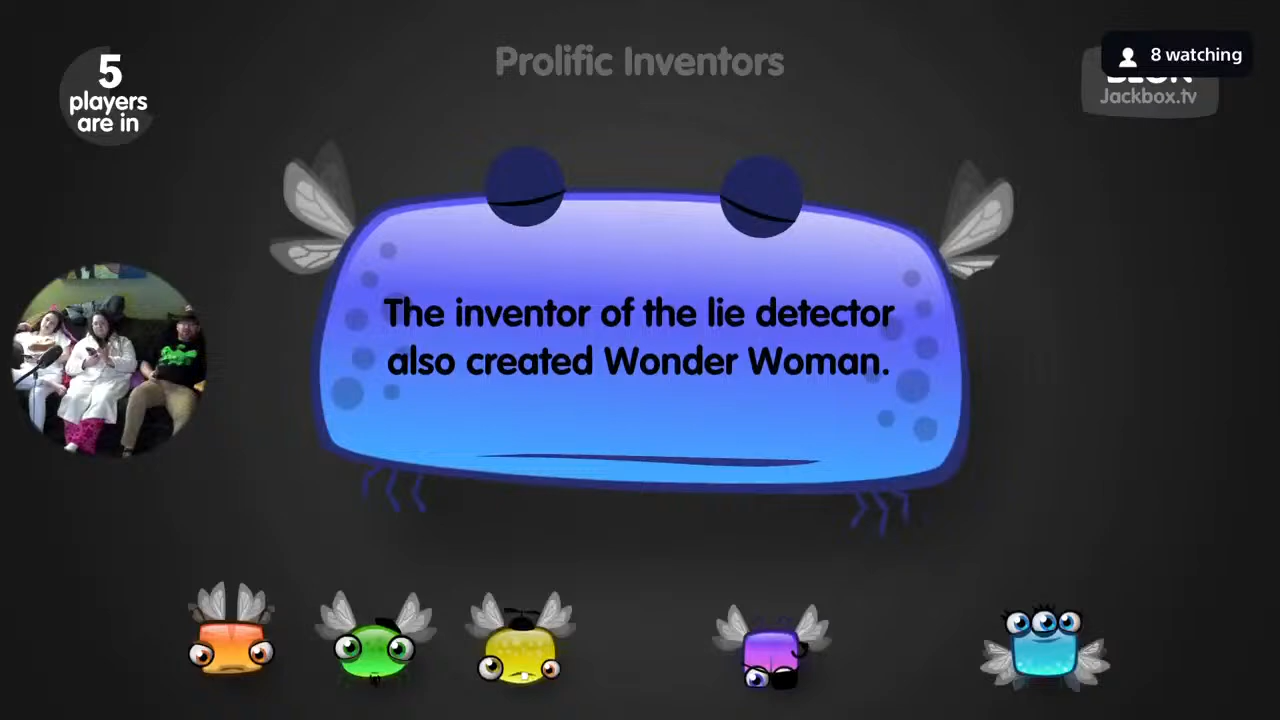 Prolific Inventors
8 watching
5
players
are in
Jackbox.tv
The inventor of the lie detector
also created Wonder Woman.